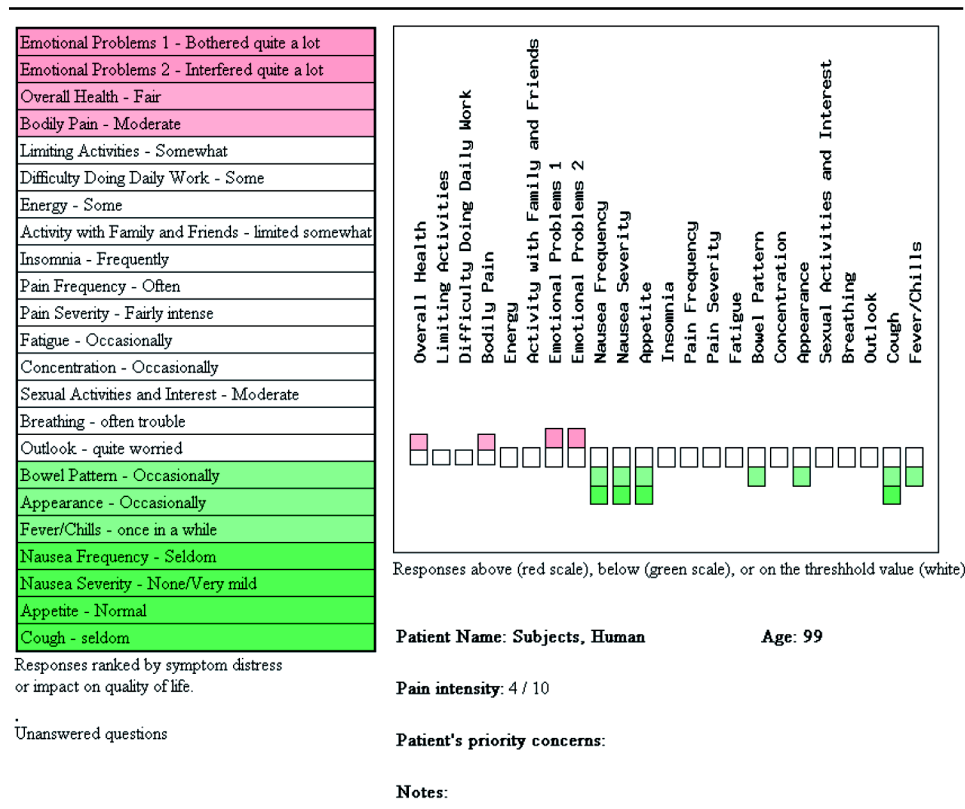 Emotional Problems 1 - Bothered quite a lot
Emotional Problems 2 - Interfered quite a lot
Overall Health - Fair
Bodily Pain - Moderate
Limiting Activities - Somewhat
Difficulty Doing Daily Work - Some
Energy - Some
Activity with Family and Friends - limited somewhat
Insomnia - Frequently
Pain Frequency - Often
Pain Severity - Fairly intense
Fatigue - Occasionally
Concentration - Occasionally
Sexual Activities and Interest - Moderate
Breathing - often trouble
Outlook - quite worried
Bowel Pattern - Occasionally
Appearance - Occasionally
Fever/Chills - once in a while
Nausea Frequency - Seldom
Nausea Severity - None/Very mild
Appetite - Normal
Cough - seldom
Responses ranked by symptom distress
or impact on quality of life.
.
Unanswered questions
Overall Health
Limiting Activities
Difficulty Doing Daily Work
Bodily Pain
Energy
Activity with Family and Friends
Emotional Problems 1
Emotional Problems 2
Nausea Frequency
Nausea Severity
Appetite
Insomnia
Pain Frequency
Pain Severity
Fatigue
Bowel Pattern
Concentration
Appearance
Sexual Activities and Interest
Breathing
Outlook
Cough
Fever/Chills
Responses above (red scale), below (green scale), or on the threshhold value (white)
Patient Name: Subjects, Human Age: 99
Pain intensity: 4 / 10
Patient's priority concerns:
Notes: